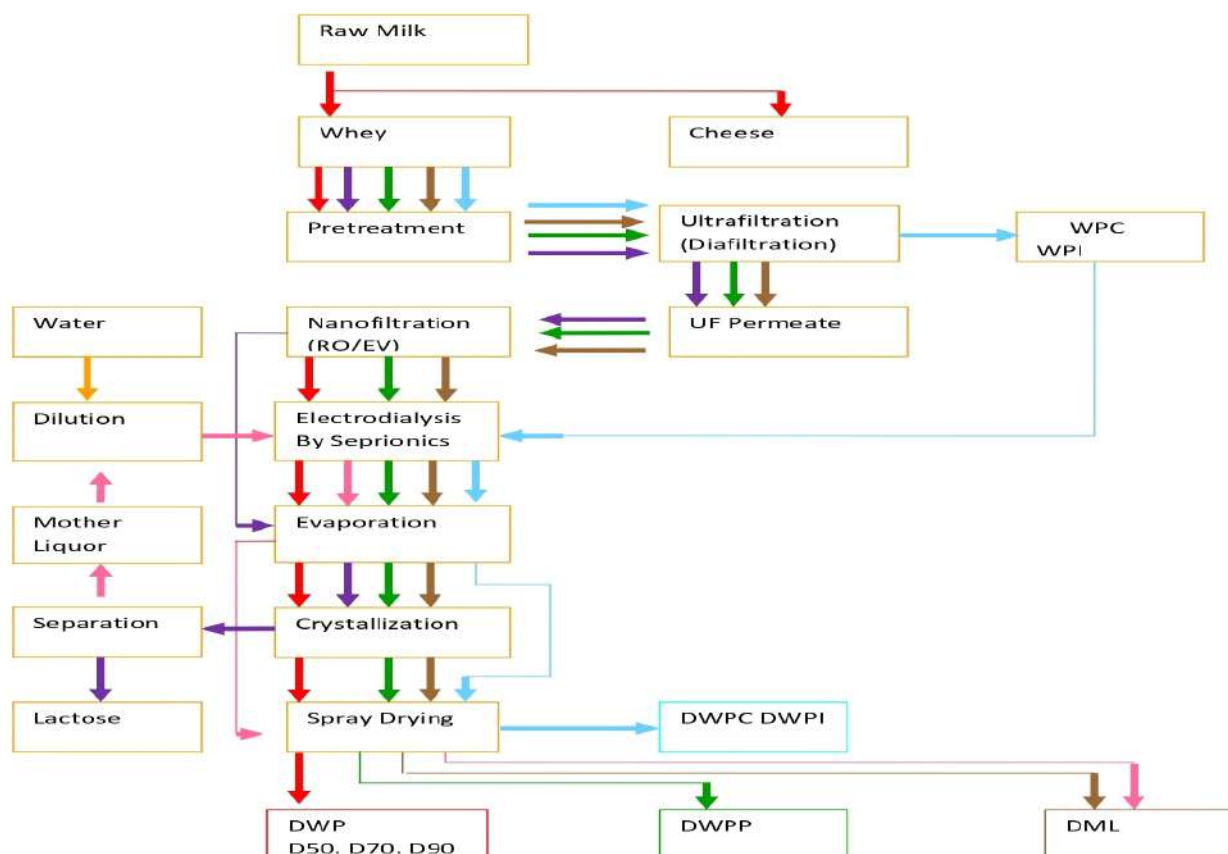 Raw Milk
Whey
Cheese
Pretreatment
Ultrafiltration
(Diafiltration)
WPC
WPI
Water
Nanofiltration
(RO/EV)
UF Permeate
Dilution
Electrodialysis
By Seprionics
Mother
Liquor
Evaporation
Separation
Crystallization
Lactose
Spray Drying
DWPC DWPI
DWP
D50, D70, D90
DWPP
DML